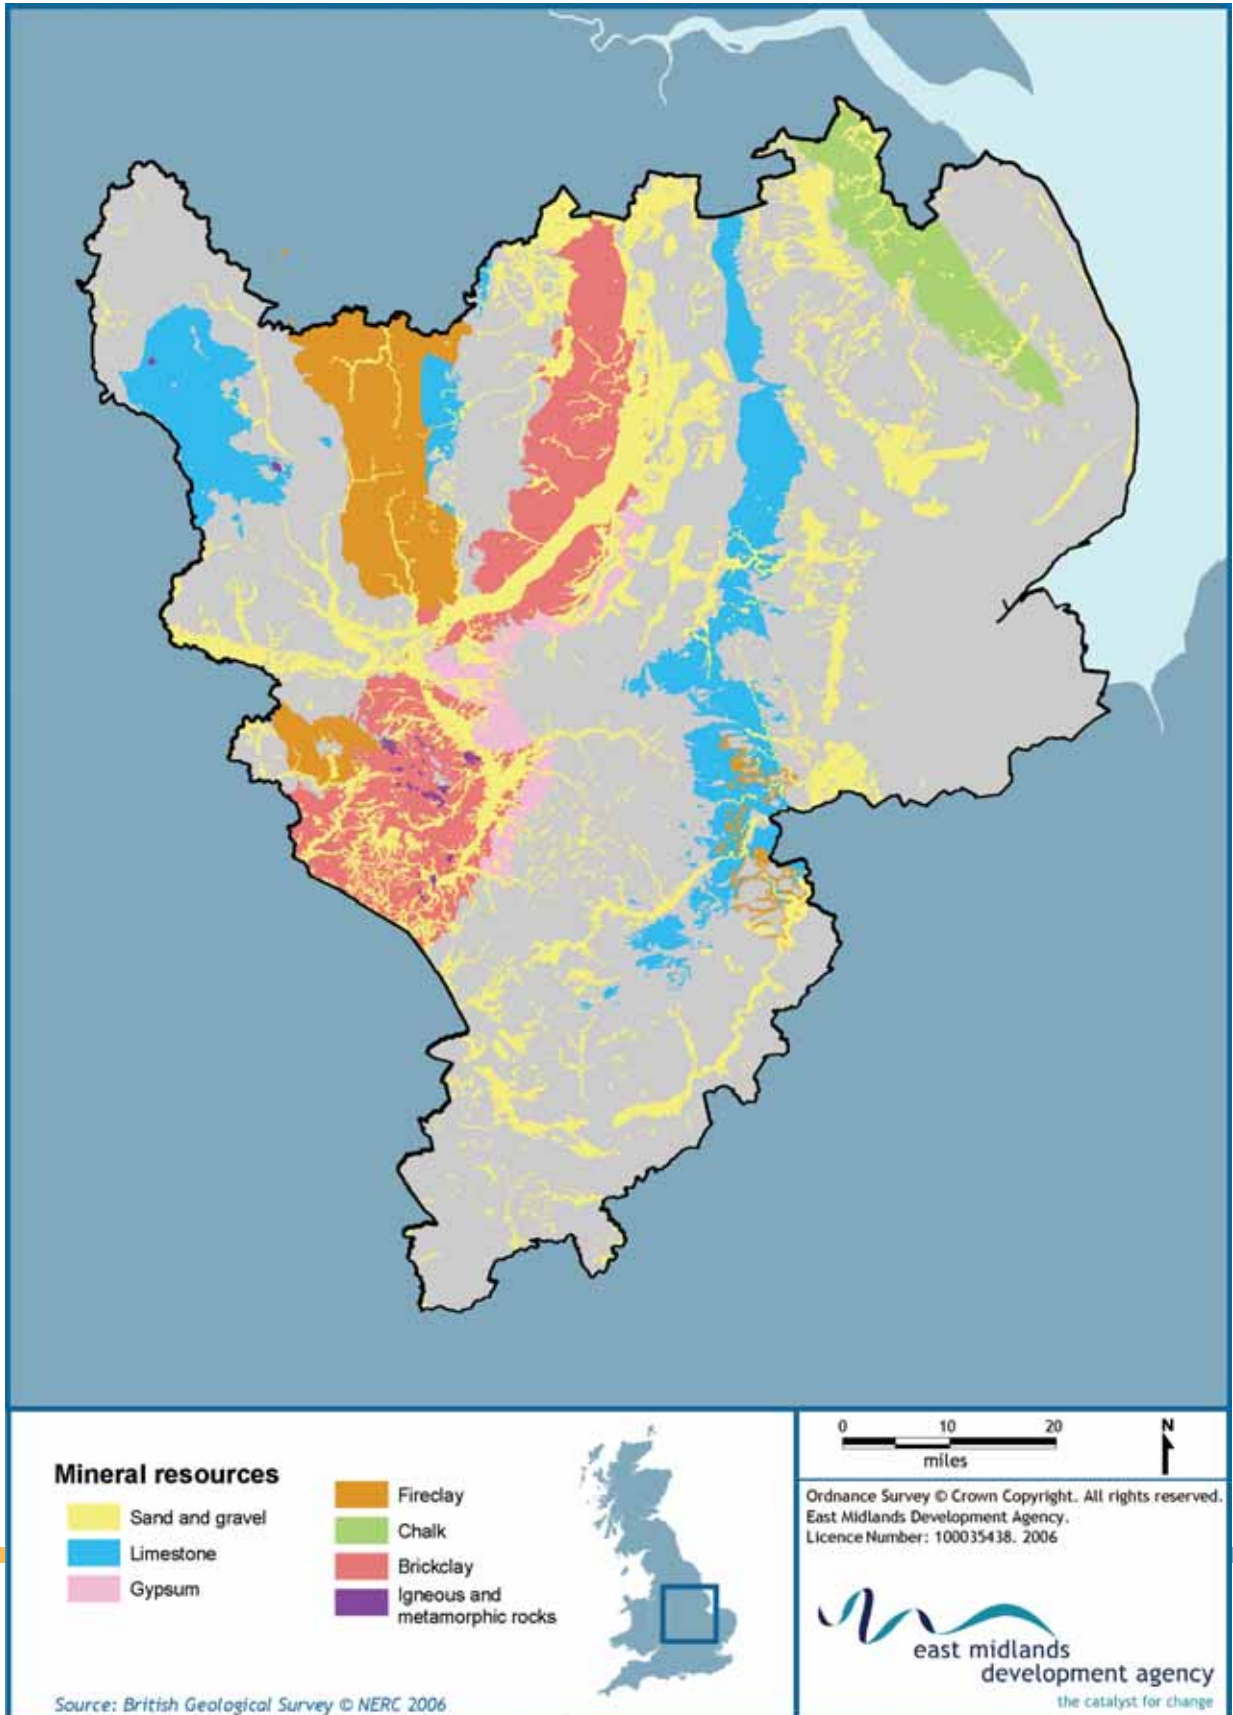 Mineral resources
Sand and gravel
Limestone
Gypsum
Fireclay
Chalk
Brickclay
Igneous and
metamorphic rocks
Source: British Geological Survey © NERC 2006
0 10 20
miles
N
Ordnance Survey © Crown Copyright. All rights reserved.
East Midlands Development Agency.
Licence Number: 100035438. 2006
east midlands
development agency
the catalyst for change